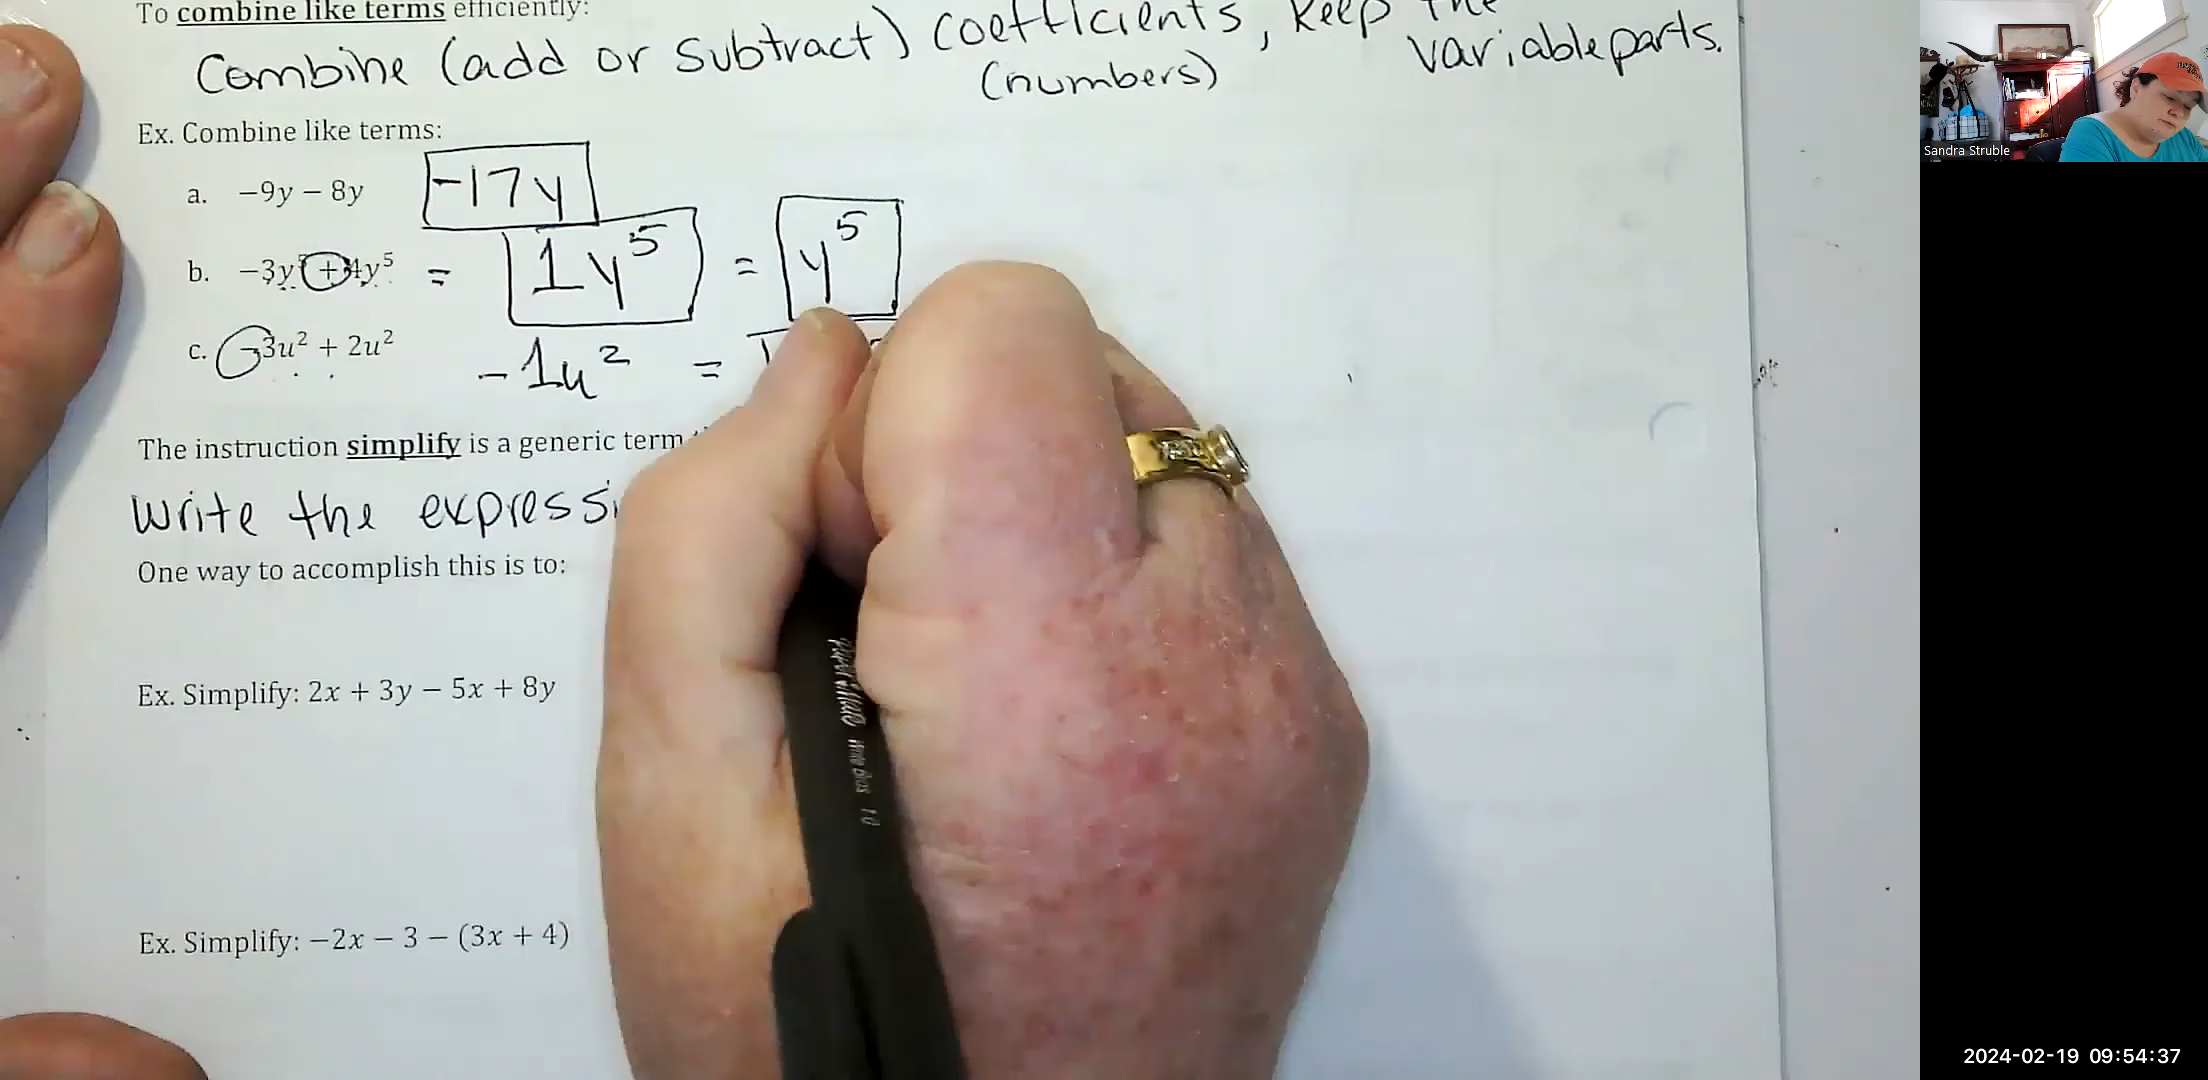 To combine like terms efficiently:
Combine (add or subtract) coefficients, keep the
(numbers) variable parts.
Ex. Combine like terms:
a. −9y − 8y -17y
b. −3y⁵ + 4y⁵ = 1y⁵ = y⁵
c. −3u² + 2u² -1u² =
The instruction simplify is a generic term
Write the expressi
One way to accomplish this is to:
Ex. Simplify: 2x + 3y − 5x + 8y
Ex. Simplify: −2x − 3 − (3x + 4)
Sandra Struble
2024-02-19 09:54:37